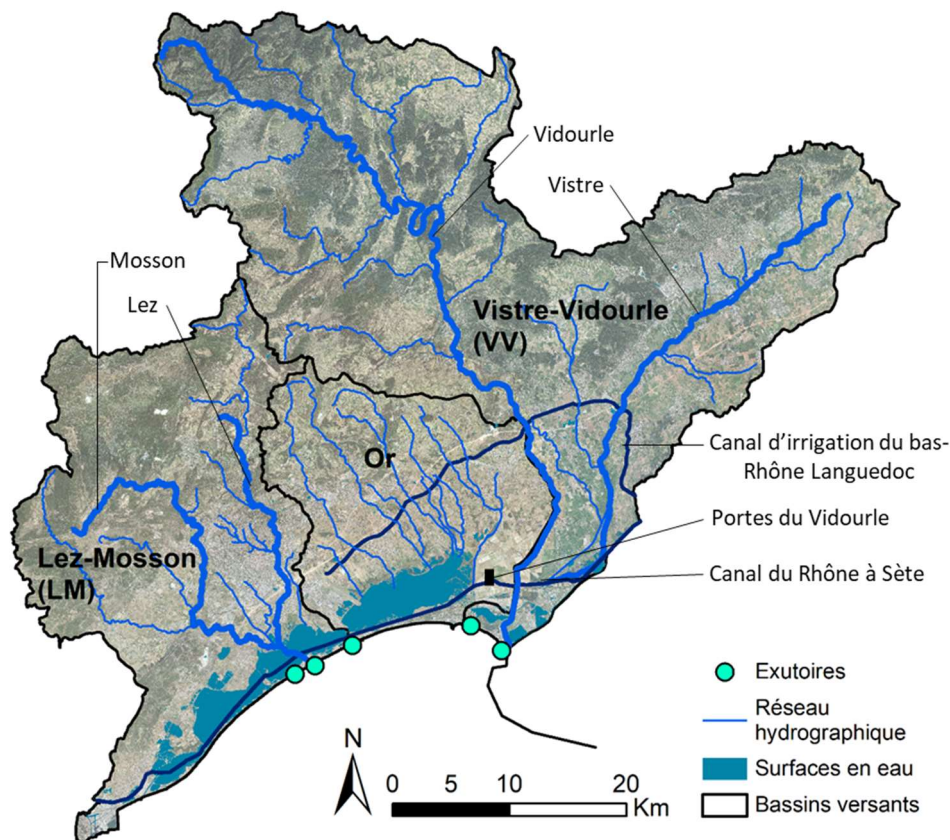 Vidourle
Vistre
Mosson
Lez
Vistre-Vidourle
(VV)
Or
Canal d'irrigation du bas-
Rhône Languedoc
Portes du Vidourle
Lez-Mosson
(LM)
Canal du Rhône à Sète
Exutoires
Réseau
hydrographique
Surfaces en eau
Bassins versants
N
0 5 10 20
Km